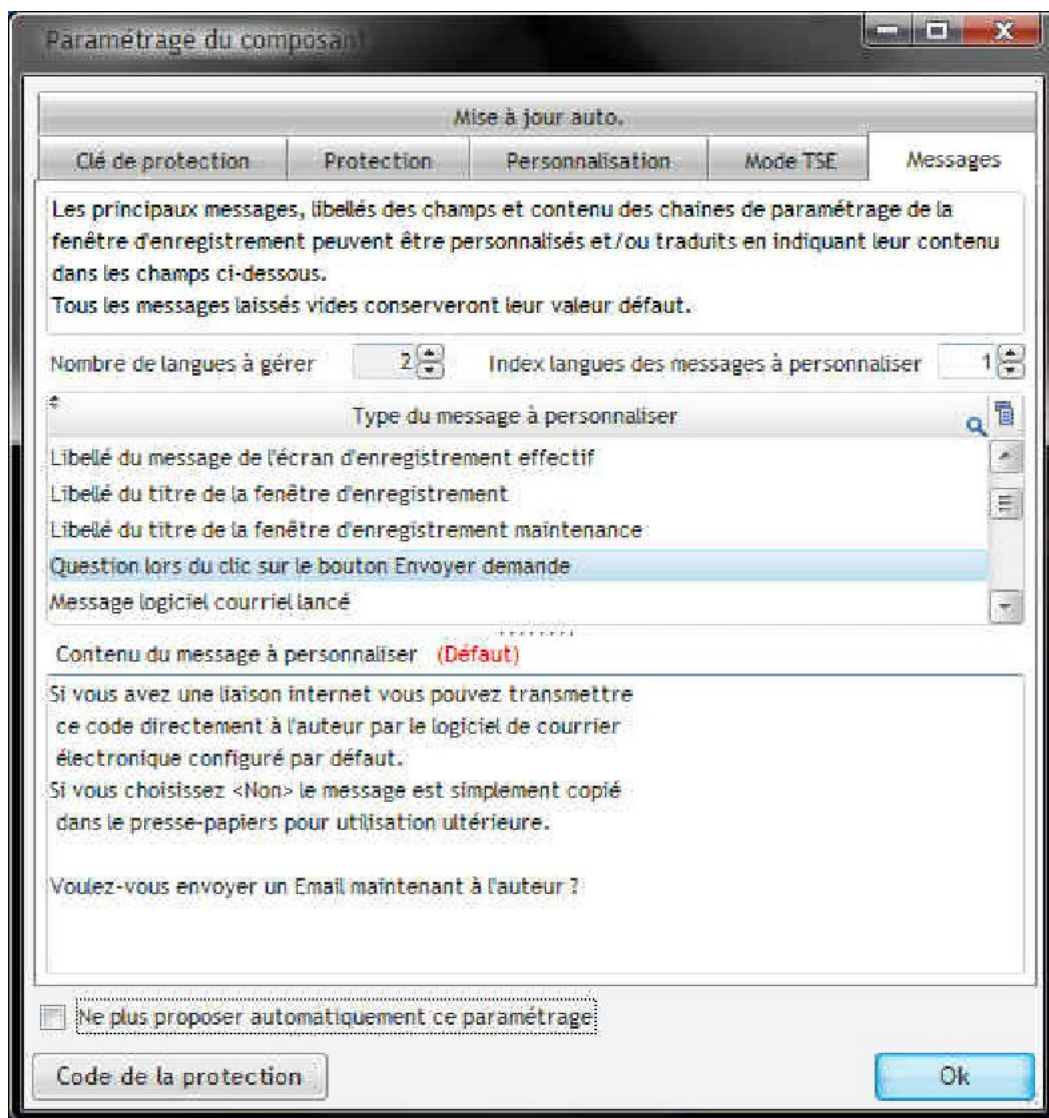 Paramétrage du composant
Mise à jour auto.
Clé de protection Protection Personnalisation Mode TSE Messages
Les principaux messages, libellés des champs et contenu des chaines de paramétrage de la
fenêtre d'enregistrement peuvent être personnalisés et/ou traduits en indiquant leur contenu
dans les champs ci-dessous.
Tous les messages laissés vides conserveront leur valeur défaut.
Nombre de langues à gérer 2 Index langues des messages à personnaliser 1
Type du message à personnaliser
Libellé du message de l'écran d'enregistrement effectif
Libellé du titre de la fenêtre d'enregistrement
Libellé du titre de la fenêtre d'enregistrement maintenance
Question lors du clic sur le bouton Envoyer demande
Message logiciel courriel lancé
Contenu du message à personnaliser (Défaut)
Si vous avez une liaison internet vous pouvez transmettre
ce code directement à l'auteur par le logiciel de courrier
électronique configuré par défaut.
Si vous choisissez <Non> le message est simplement copié
dans le presse-papiers pour utilisation ultérieure.
Voulez-vous envoyer un Email maintenant à l'auteur ?
Ne plus proposer automatiquement ce paramétrage
Code de la protection Ok